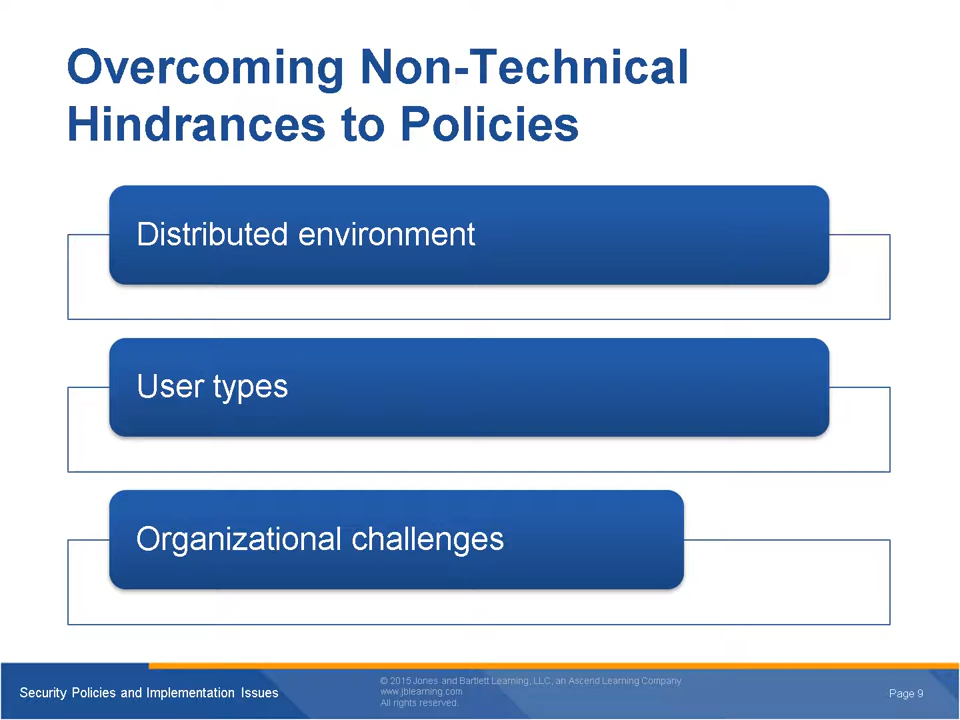 Overcoming Non-Technical
Hindrances to Policies
Distributed environment
User types
Organizational challenges
Security Policies and Implementation Issues
© 2015 Jones and Bartlett Learning, LLC, an Ascend Learning Company
www.jblearning.com
All rights reserved.
Page 9